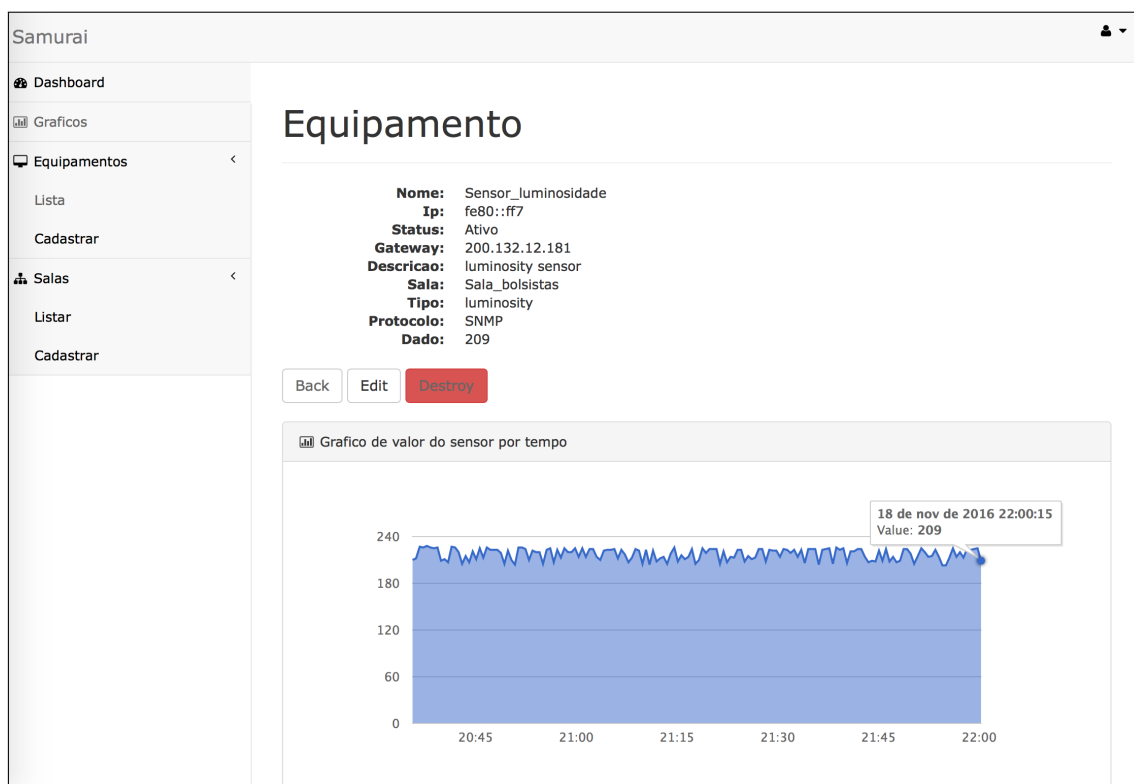 Samurai
Dashboard
Graficos
Equipamentos
Lista
Cadastrar
Salas
Listar
Cadastrar
Equipamento
Nome: Sensor_luminosidade
Ip: fe80::ff7
Status: Ativo
Gateway: 200.132.12.181
Descricao: luminosity sensor
Sala: Sala_bolsistas
Tipo: luminosity
Protocolo: SNMP
Dado: 209
Back Edit Destroy
Grafico de valor do sensor por tempo
18 de nov de 2016 22:00:15
Value: 209
240
180
120
60
0
20:45 21:00 21:15 21:30 21:45 22:00